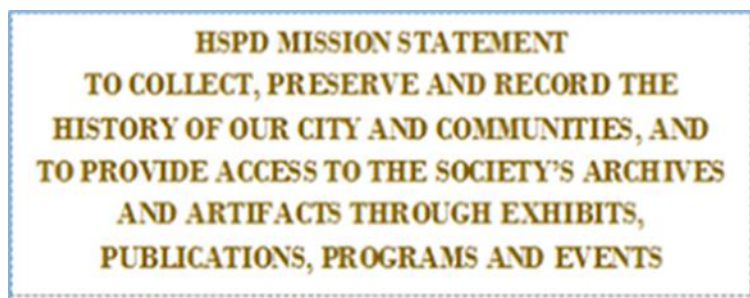 HSPD MISSION STATEMENT
TO COLLECT, PRESERVE AND RECORD THE
HISTORY OF OUR CITY AND COMMUNITIES, AND
TO PROVIDE ACCESS TO THE SOCIETY'S ARCHIVES
AND ARTIFACTS THROUGH EXHIBITS,
PUBLICATIONS, PROGRAMS AND EVENTS